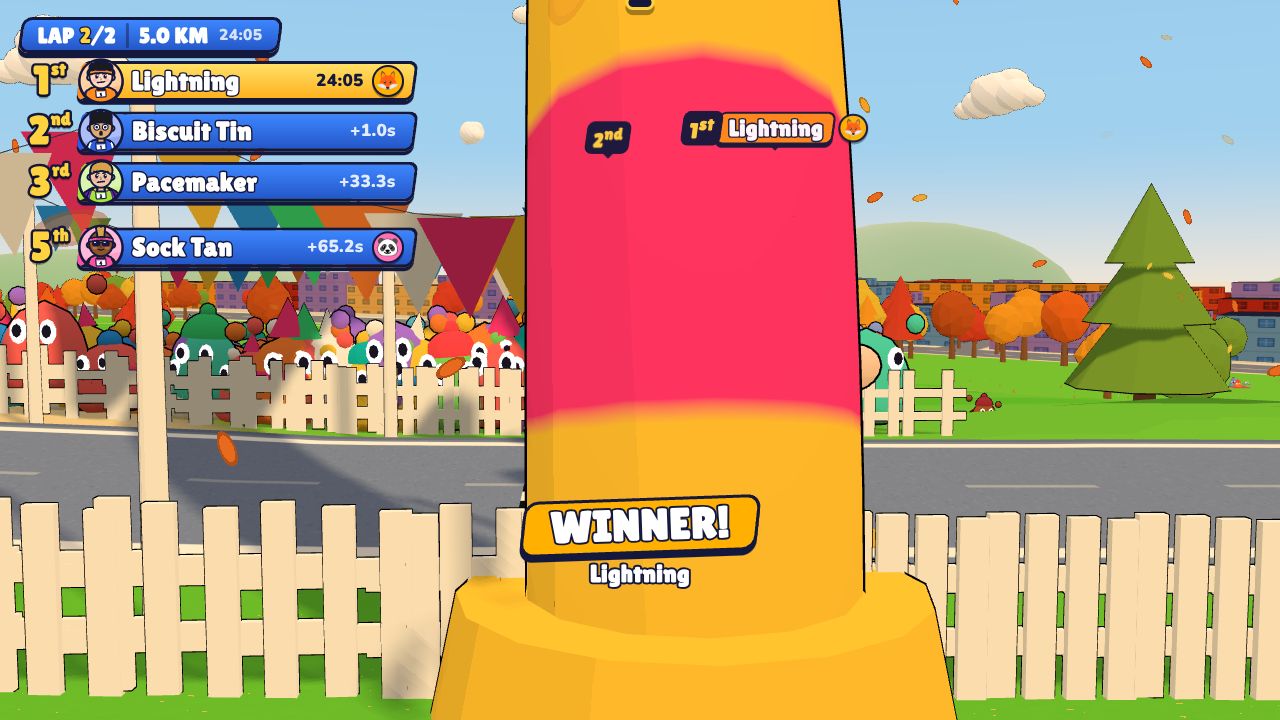 LAP 2/2 5.0 KM 24:05
1st Lightning 24:05
2nd Biscuit Tin +1.0s
3rd Pacemaker +33.3s
5th Sock Tan +65.2s
2nd
1st Lightning
WINNER!
Lightning